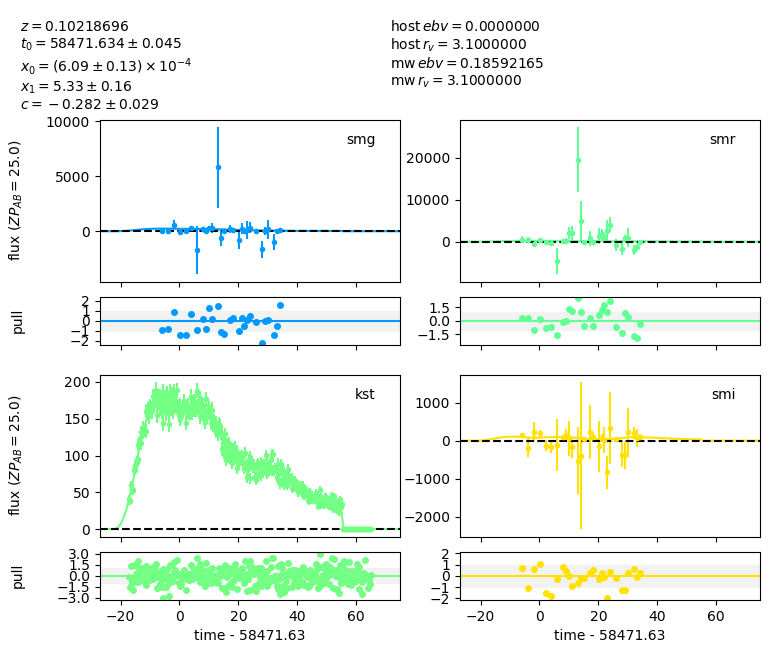 z = 0.10218696
t₀ = 58471.634 ± 0.045
x₀ = (6.09 ± 0.13) × 10⁻⁴
x₁ = 5.33 ± 0.16
c = −0.282 ± 0.029
host ebv = 0.0000000
host r_v = 3.1000000
mw ebv = 0.18592165
mw r_v = 3.1000000
flux (ZP_AB = 25.0)
10000
5000
0
smg
20000
10000
0
smr
pull
2
1
0
−1
−2
1.5
0.0
−1.5
flux (ZP_AB = 25.0)
200
150
100
50
0
kst
1000
0
−1000
−2000
smi
pull
3.0
1.5
0.0
−1.5
−3.0
2
1
0
−1
−2
−20 0 20 40 60
−20 0 20 40 60
time - 58471.63
time - 58471.63